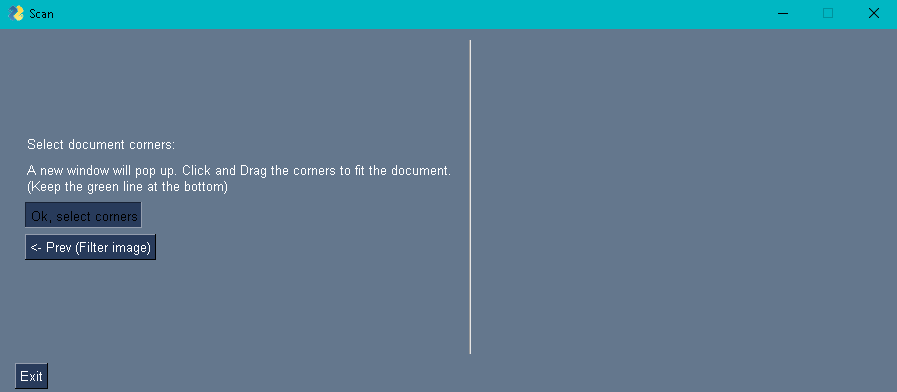 Scan
Select document corners:
A new window will pop up. Click and Drag the corners to fit the document.
(Keep the green line at the bottom)
Ok, select corners
<- Prev (Filter image)
Exit